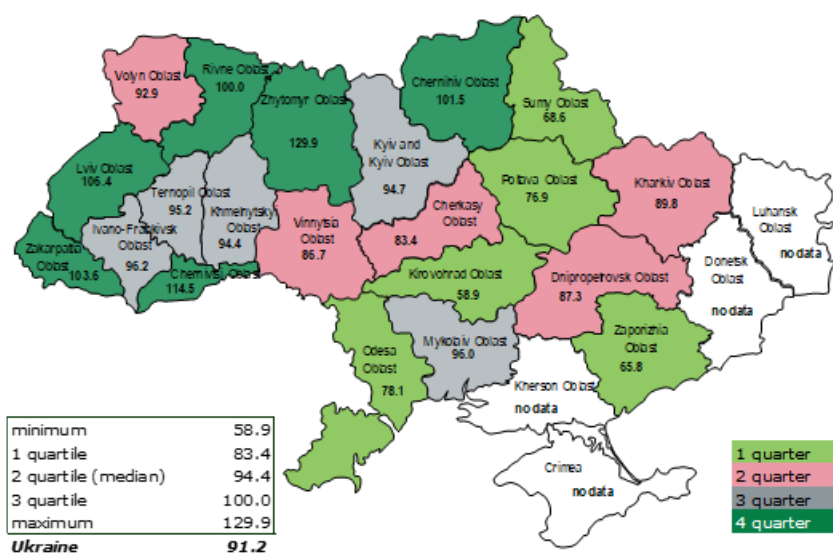 Volyn Oblast
92.9
Rivne Oblast
100.0
Zhytomyr Oblast
129.9
Chernihiv Oblast
101.5
Sumy Oblast
68.6
Kyiv and
Kyiv Oblast
94.7
Lviv Oblast
106.4
Ternopil Oblast
95.2
Khmelnytskyi
Oblast
94.4
Ivano-Frankivsk
Oblast
96.2
Zakarpattia
Oblast 103.6
Chernivtsi Oblast
114.5
Vinnytsia
Oblast
86.7
Cherkasy
Oblast
83.4
Poltava Oblast
76.9
Kharkiv Oblast
89.8
Luhansk
Oblast
no data
Donetsk
Oblast
no data
Kirovohrad Oblast
58.9
Dnipropetrovsk Oblast
87.3
Zaporizhia
Oblast
65.8
Mykolaiv Oblast
96.0
Odesa
Oblast
78.1
Kherson Oblast
no data
Crimea
no data
minimum 58.9
1 quartile 83.4
2 quartile (median) 94.4
3 quartile 100.0
maximum 129.9
Ukraine 91.2
1 quarter
2 quarter
3 quarter
4 quarter